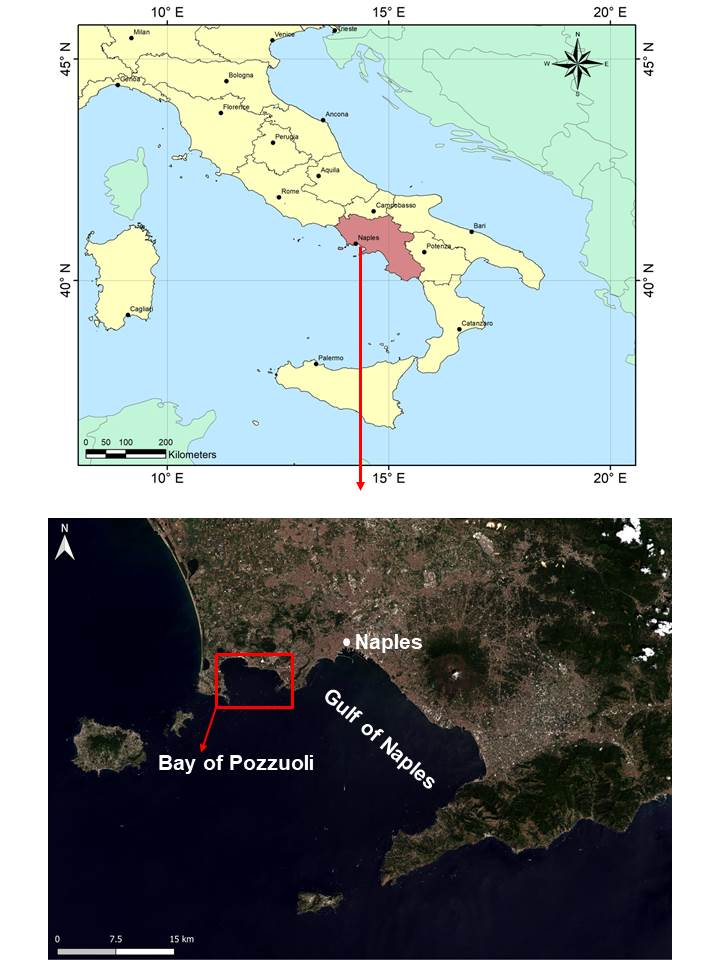 10° E 15° E 20° E
Milan
Venice
Trieste
N
45° N
45° N
W E
S
Bologna
Genoa
Florence
Ancona
Perugia
Aquila
Rome
Campobasso
Bari
Naples
Potenza
40° N
40° N
Cagliari
Catanzaro
Palermo
0 50 100 200
Kilometers
10° E 15° E 20° E
N
Naples
Gulf of Naples
Bay of Pozzuoli
0 7.5 15 km